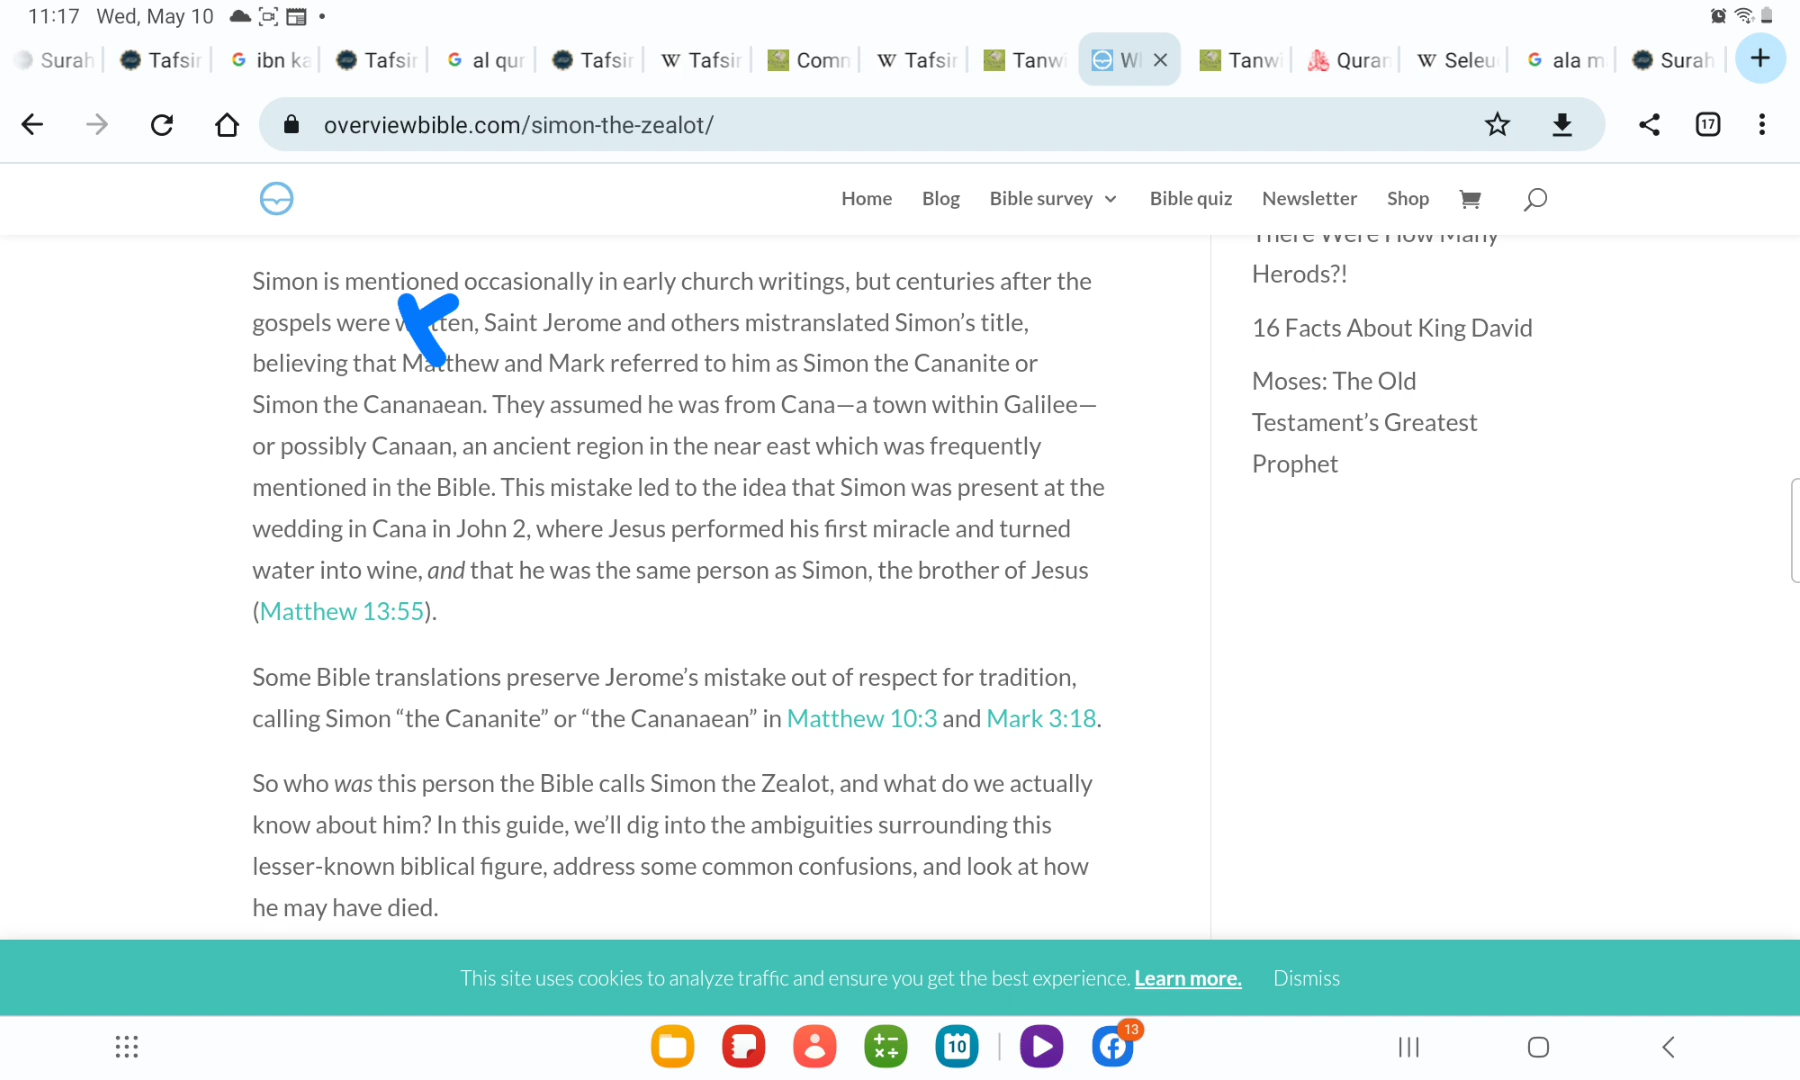 11:17 Wed, May 10
Surah Tafsir ibn ka Tafsir al qur Tafsir Tafsir Comn Tafsir Tanwi Wl Tanwi Quran Seleu ala m Surah
overviewbible.com/simon-the-zealot/ 17
Home Blog Bible survey Bible quiz Newsletter Shop
There Were How Many
Herods?!
16 Facts About King David
Moses: The Old
Testament's Greatest
Prophet
Simon is mentioned occasionally in early church writings, but centuries after the
gospels were written, Saint Jerome and others mistranslated Simon's title,
believing that Matthew and Mark referred to him as Simon the Cananite or
Simon the Cananaean. They assumed he was from Cana—a town within Galilee—
or possibly Canaan, an ancient region in the near east which was frequently
mentioned in the Bible. This mistake led to the idea that Simon was present at the
wedding in Cana in John 2, where Jesus performed his first miracle and turned
water into wine, and that he was the same person as Simon, the brother of Jesus
(Matthew 13:55).
Some Bible translations preserve Jerome's mistake out of respect for tradition,
calling Simon “the Cananite” or “the Cananaean” in Matthew 10:3 and Mark 3:18.
So who was this person the Bible calls Simon the Zealot, and what do we actually
know about him? In this guide, we'll dig into the ambiguities surrounding this
lesser-known biblical figure, address some common confusions, and look at how
he may have died.
This site uses cookies to analyze traffic and ensure you get the best experience. Learn more. Dismiss
10 13